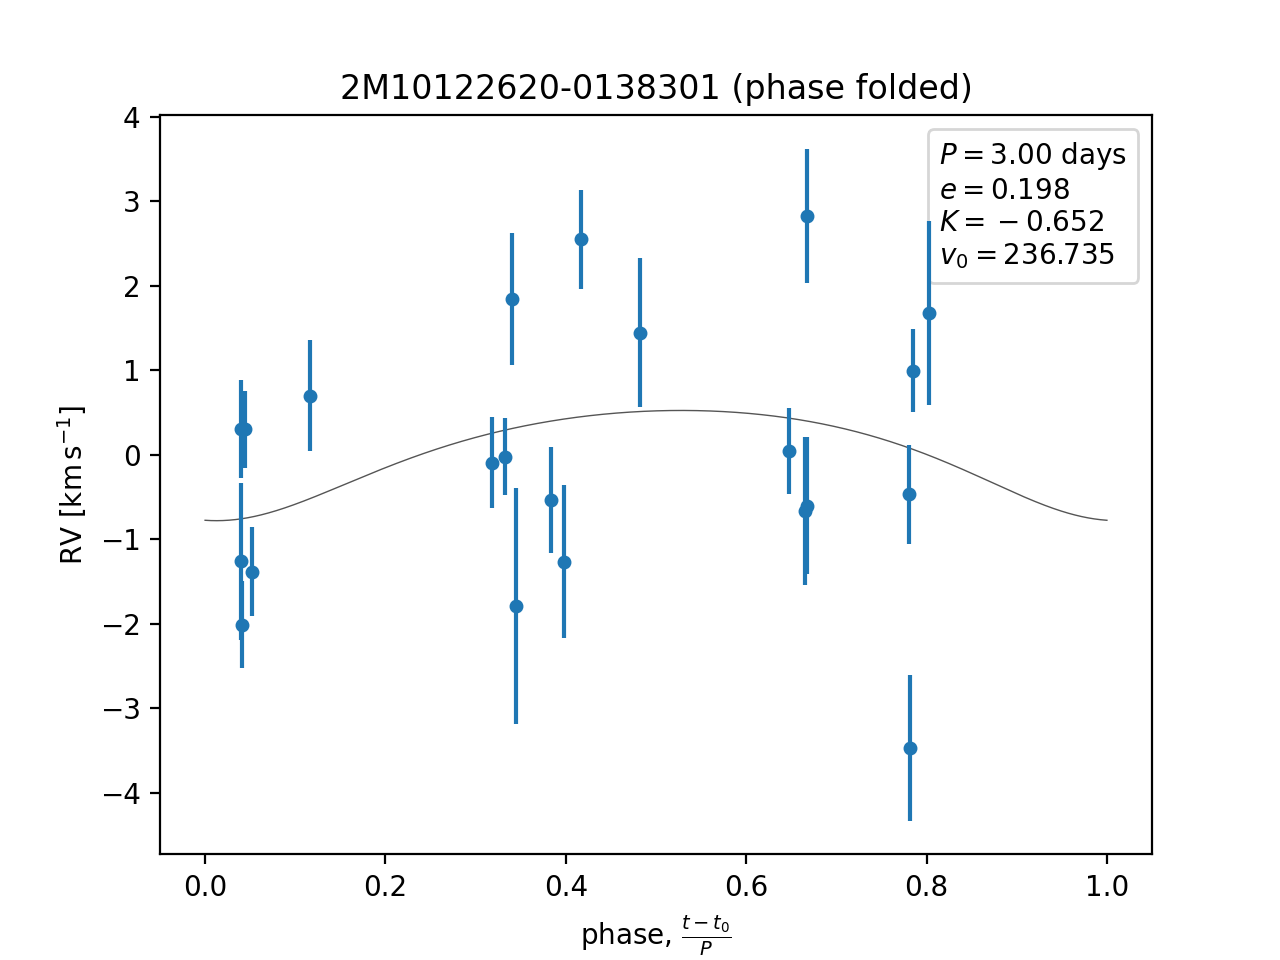 2M10122620-0138301 (phase folded)
P = 3.00 days
e = 0.198
K = −0.652
v₀ = 236.735
4
3
2
1
0
−1
−2
−3
−4
RV [km s⁻¹]
0.0 0.2 0.4 0.6 0.8 1.0
phase, (t − t₀)/P